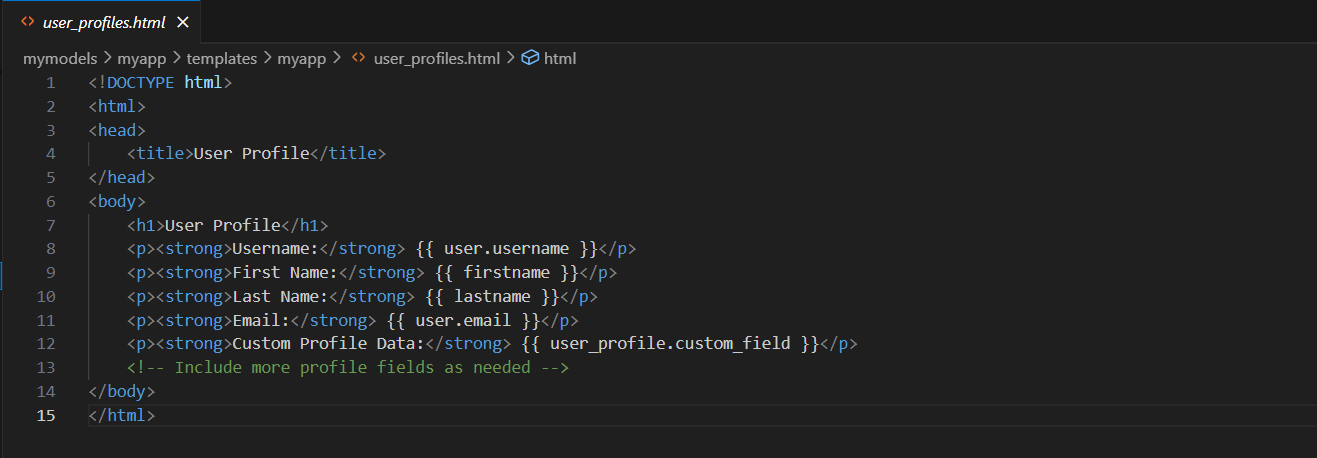 user_profiles.html
mymodels > myapp > templates > myapp > user_profiles.html > html
1 <!DOCTYPE html>
2 <html>
3 <head>
4     <title>User Profile</title>
5 </head>
6 <body>
7     <h1>User Profile</h1>
8     <p><strong>Username:</strong> {{ user.username }}</p>
9     <p><strong>First Name:</strong> {{ firstname }}</p>
10     <p><strong>Last Name:</strong> {{ lastname }}</p>
11     <p><strong>Email:</strong> {{ user.email }}</p>
12     <p><strong>Custom Profile Data:</strong> {{ user_profile.custom_field }}</p>
13     <!-- Include more profile fields as needed -->
14 </body>
15 </html>